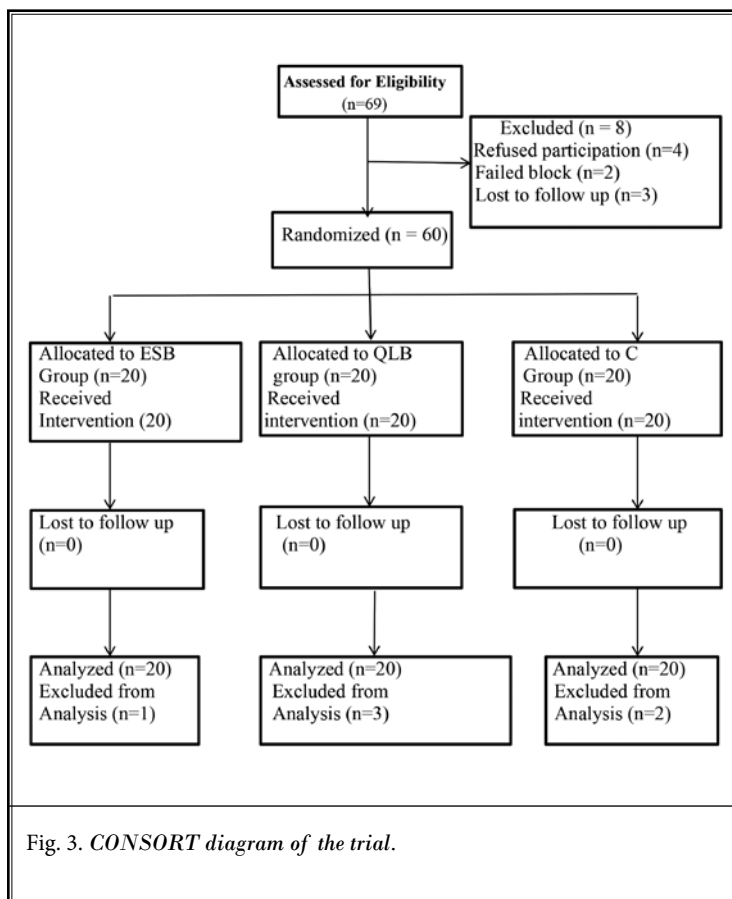 Assessed for Eligibility
(n=69)
Excluded (n = 8)
Refused participation (n=4)
Failed block (n=2)
Lost to follow up (n=3)
Randomized (n = 60)
Allocated to ESB
Group (n=20)
Received
Intervention (20)
Allocated to QLB
group (n=20)
Received
intervention (n=20)
Allocated to C
Group (n=20)
Received
intervention (n=20)
Lost to follow up
(n=0)
Lost to follow up
(n=0)
Lost to follow up
(n=0)
Analyzed (n=20)
Excluded from
Analysis (n=1)
Analyzed (n=20)
Excluded from
Analysis (n=3)
Analyzed (n=20)
Excluded from
Analysis (n=2)
Fig. 3. CONSORT diagram of the trial.